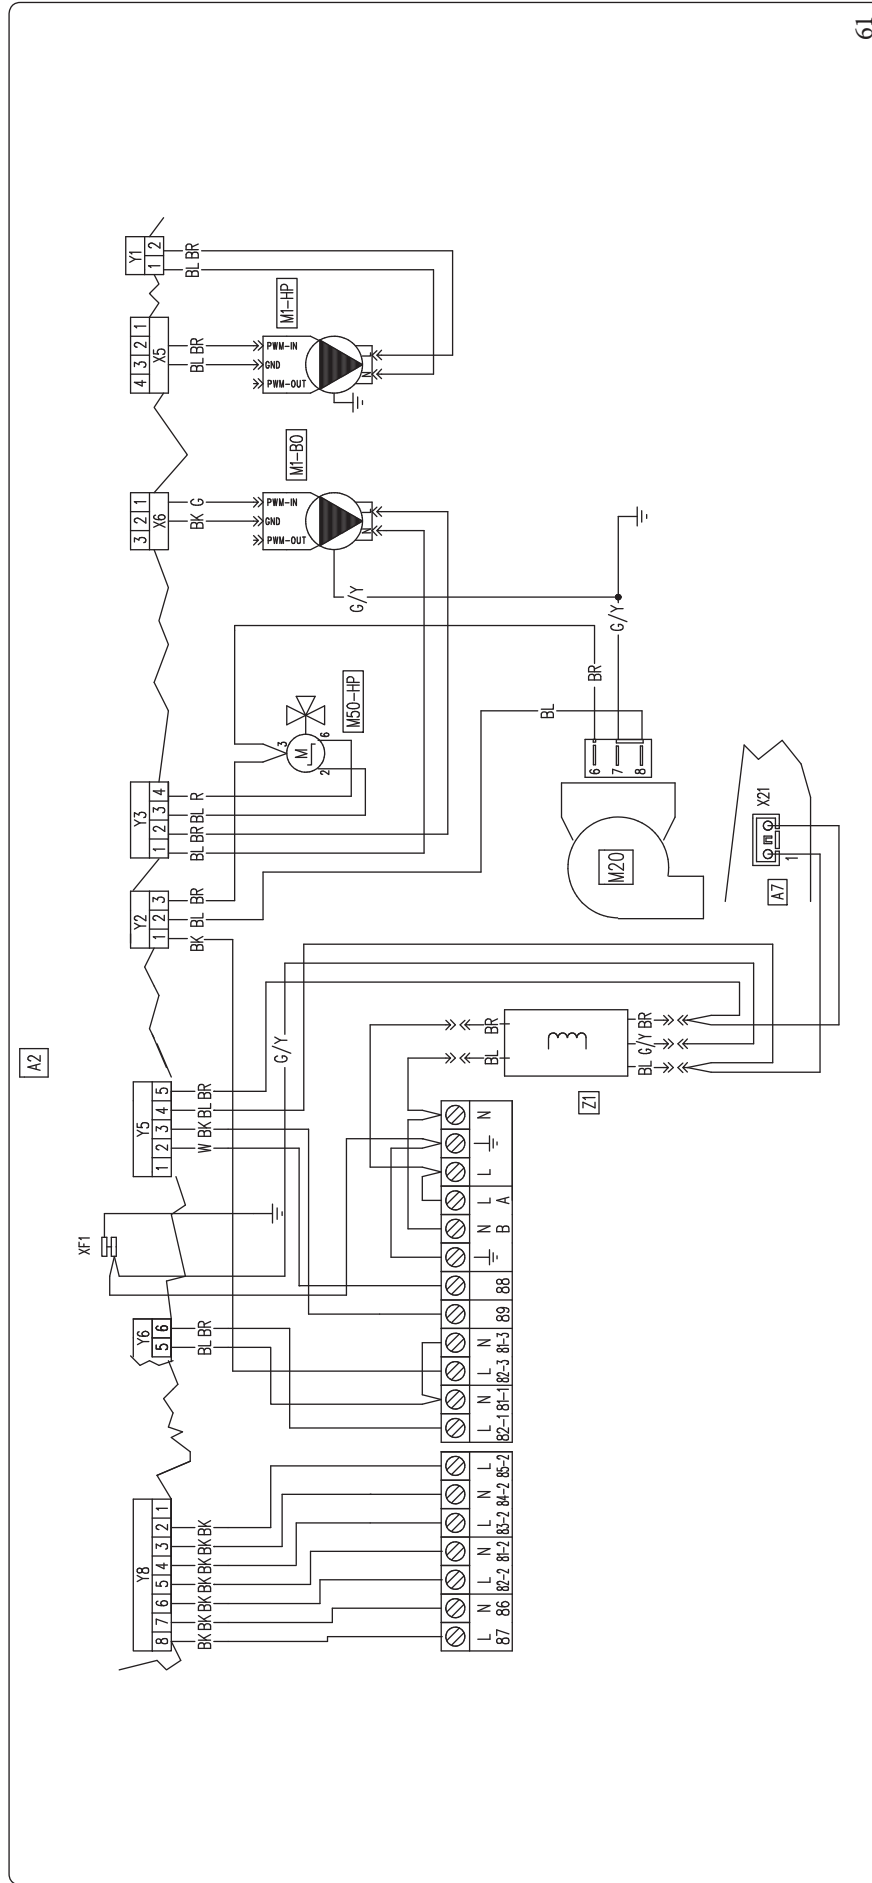 61
A2
Y8
8 7 6 5 4 3 2 1
BK BK BK BK BK BK BK
Y6
5 6
BL BR
XF1
Y5
1 2 3 4 5
W BK BL BR
G/Y
Y2
1 2 3
BK BL BR
Y3
1 2 3 4
BL BR BL R
X6
3 2 1
BK G
X5
4 3 2 1
BL BR
Y1
1 2
BL BR
M1-HP
PWM-IN
GND
PWM-OUT
N L
M1-BO
PWM-IN
GND
PWM-OUT
N L
G/Y
M
3
2
6
M50-HP
L N L N L N L
87 86 82-2 81-2 83-2 84-2 85-2
L N L N
82-1 81-1 82-3 81-3 89 88
N L L N
B A
BL BR
Z1
BL G/Y BR
BL
BR
G/Y
6
7
8
M20
A7
X21
1